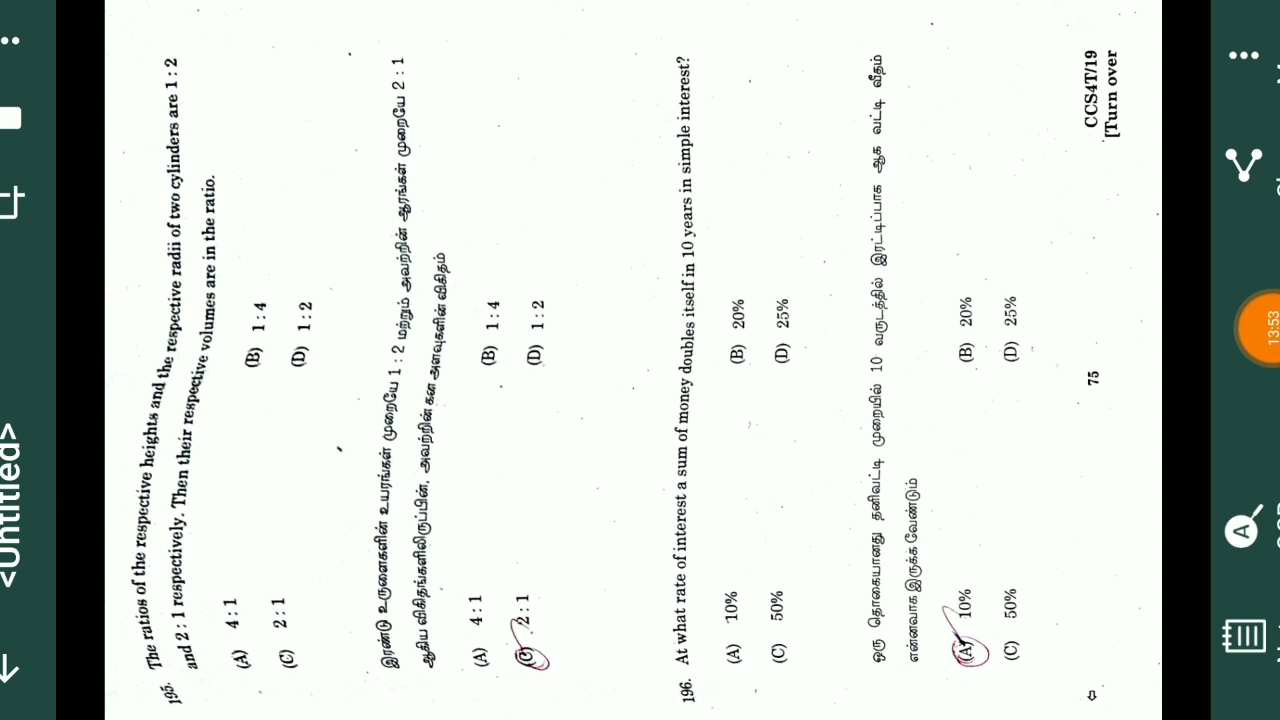 <Untitled>
195. The ratios of the respective heights and the respective radii of two cylinders are 1 : 2
and 2 : 1 respectively. Then their respective volumes are in the ratio.
(A) 4 : 1 (B) 1 : 4
(C) 2 : 1 (D) 1 : 2
இரண்டு உருளைகளின் உயரங்கள் முறையே 1 : 2 மற்றும் அவற்றின் ஆரங்கள் முறையே 2 : 1
ஆகிய விகிதங்களிலிருப்பின், அவற்றின் கன அளவுகளின் விகிதம்
(A) 4 : 1 (B) 1 : 4
(C) 2 : 1 (D) 1 : 2
196. At what rate of interest a sum of money doubles itself in 10 years in simple interest?
(A) 10% (B) 20%
(C) 50% (D) 25%
ஒரு தொகையானது தனிவட்டி முறையில் 10 வருடத்தில் இரட்டிப்பாக ஆக வட்டி வீதம்
என்னவாக இருக்க வேண்டும்
(A) 10% (B) 20%
(C) 50% (D) 25%
⇦ 75 CCS4T/19
[Turn over
A
13:53